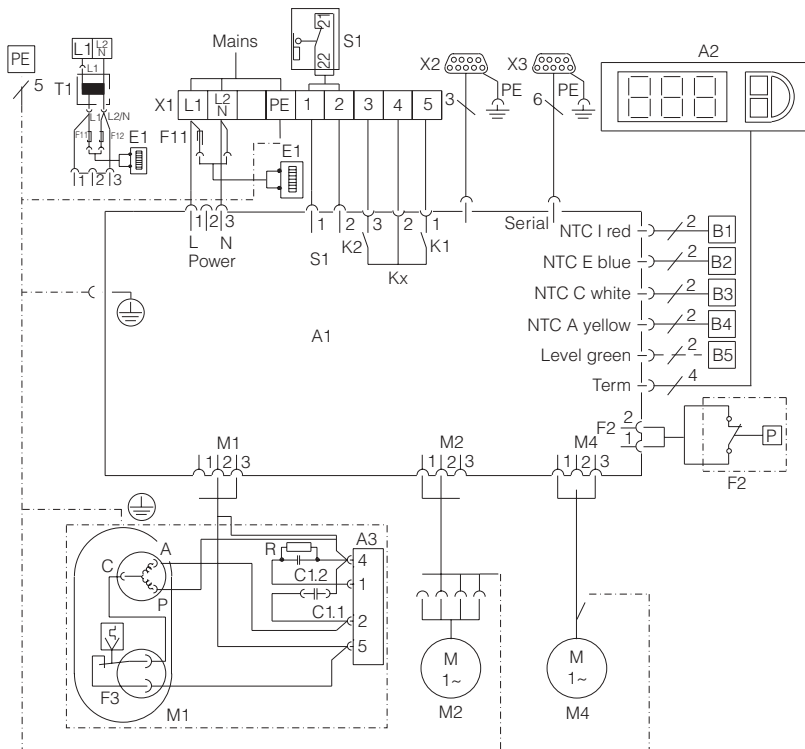 PE
5
L1
L2
N
L1
T1
L1
L2/N
F11
F12
E1
1 2 3
Mains
S1
21
22
X1
L1
L2
N
PE
1 2 3 4 5
F11
E1
X2
PE
3
X3
PE
6
A2
1 2 3
L N
Power
1 2
S1
3 2 1
K2
K1
Kx
Serial
NTC I red
2
B1
NTC E blue
2
B2
NTC C white
2
B3
NTC A yellow
2
B4
Level green
2
B5
Term
4
A1
F2
2
1
P
F2
M1
1 2 3
M2
1 2 3
M4
1 2 3
A
C
P
F3
M1
R
C1.2
C1.1
A3
4
1
2
5
M
1~
M2
M
1~
M4